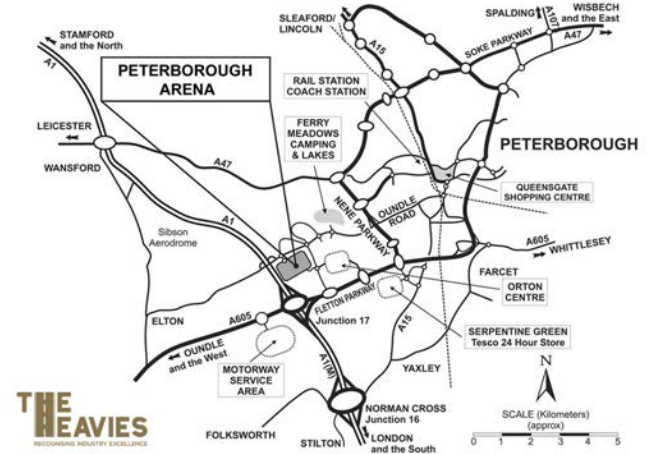 STAMFORD
and the North
A1
PETERBOROUGH
ARENA
SLEAFORD/
LINCOLN
A15
SPALDING
A1073
WISBECH
and the East
SOKE PARKWAY
A47
RAIL STATION
COACH STATION
LEICESTER
WANSFORD
A47
FERRY
MEADOWS
CAMPING
& LAKES
PETERBOROUGH
QUEENSGATE
SHOPPING CENTRE
A1
Sibson
Aerodrome
NENE PARKWAY
OUNDLE
ROAD
A605
WHITTLESEY
FARCET
ORTON
CENTRE
FLETTON PARKWAY
ELTON
A605
Junction 17
OUNDLE
and the West
A15
SERPENTINE GREEN
Tesco 24 Hour Store
MOTORWAY
SERVICE
AREA
A1(M)
YAXLEY
N
NORMAN CROSS
Junction 16
SCALE (Kilometers)
(approx)
0 1 2 3 4 5
FOLKSWORTH
STILTON
LONDON
and the South
THE
HEAVIES
RECOGNISING INDUSTRY EXCELLENCE